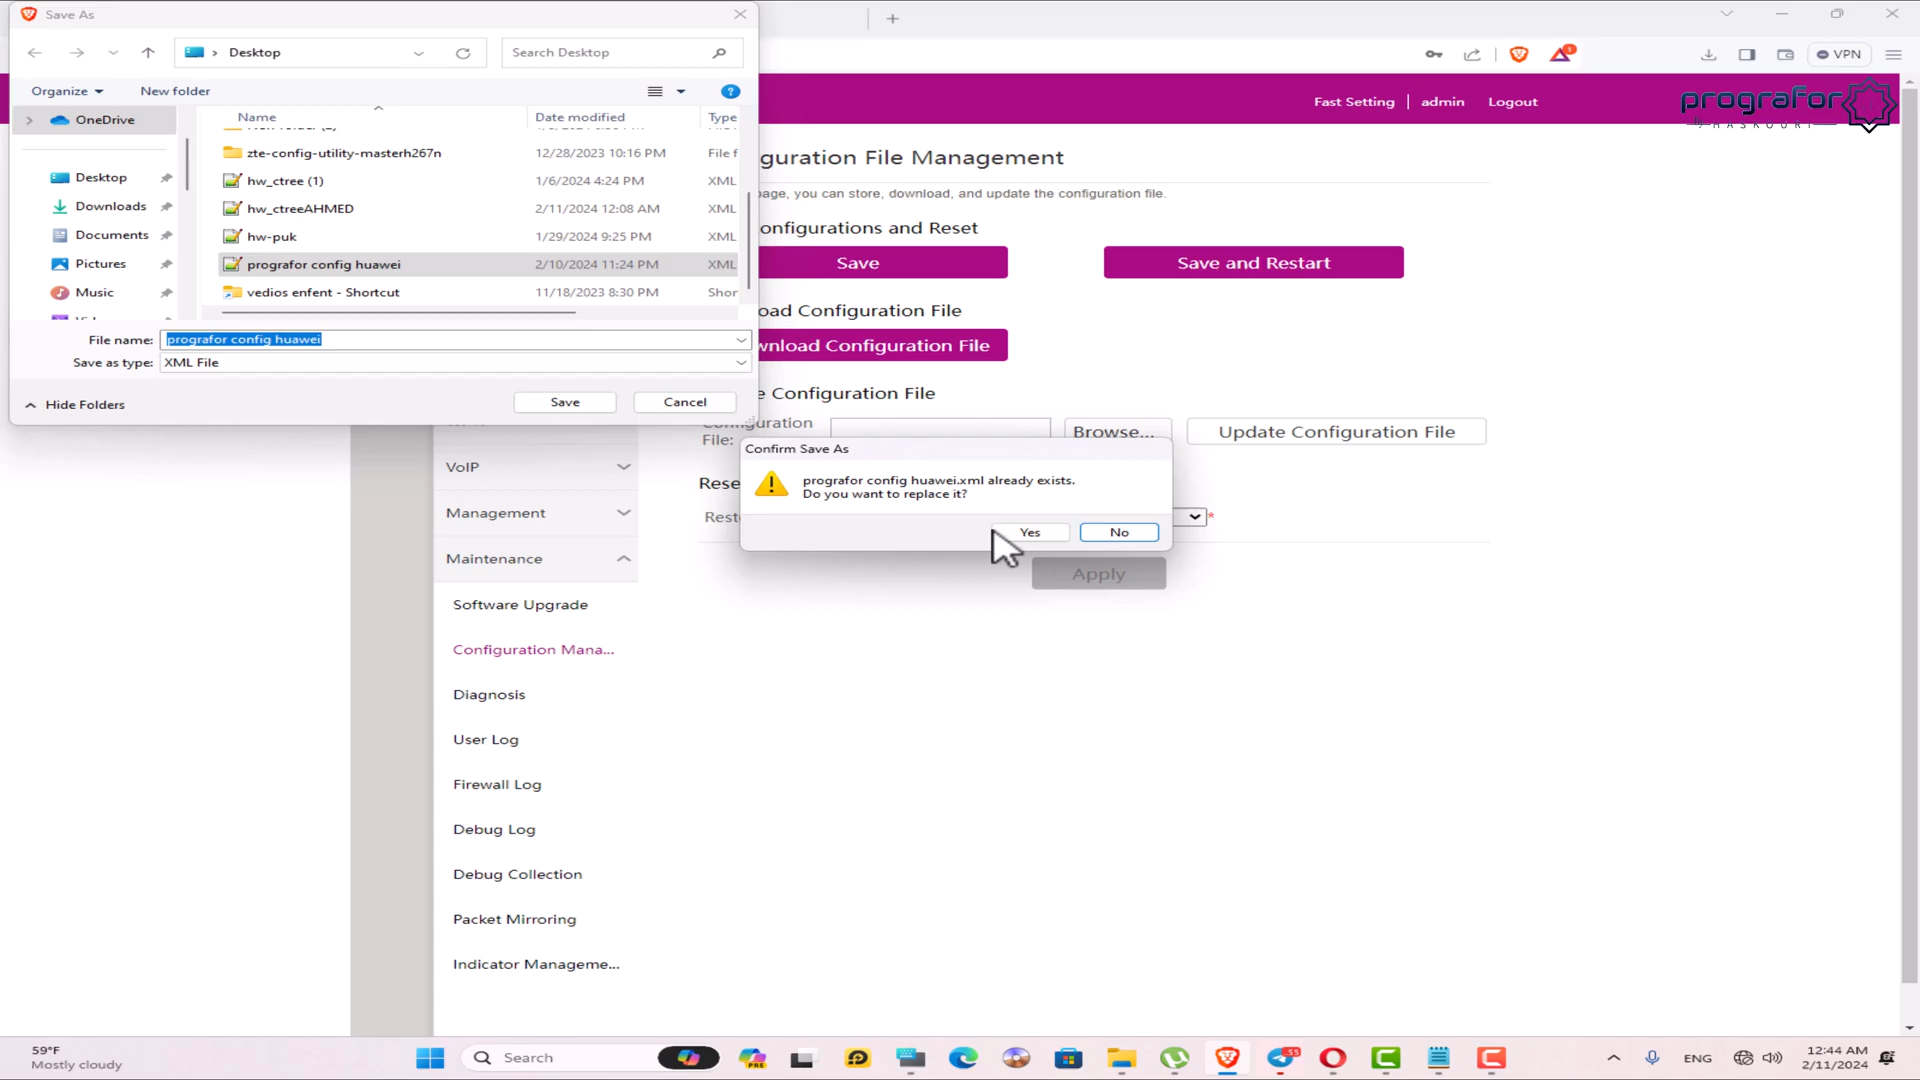 Save As
Desktop
Search Desktop
Organize
New folder
OneDrive
Desktop
Downloads
Documents
Pictures
Music
Name
Date modified
Type
zte-config-utility-masterh267n
12/28/2023 10:16 PM
File f
hw_ctree (1)
1/6/2024 4:24 PM
XML
hw_ctreeAHMED
2/11/2024 12:08 AM
XML
hw-puk
1/29/2024 9:25 PM
XML
prografor config huawei
2/10/2024 11:24 PM
XML
vedios enfent - Shortcut
11/18/2023 8:30 PM
Shor
File name:
prografor config huawei
Save as type:
XML File
Hide Folders
Save
Cancel
VPN
Fast Setting
admin
Logout
prografor
HASKOURI
guration File Management
page, you can store, download, and update the configuration file.
onfigurations and Reset
Save
Save and Restart
oad Configuration File
wnload Configuration File
e Configuration File
Configuration
File:
Browse...
Update Configuration File
Rese
Rest
*
Apply
Confirm Save As
prografor config huawei.xml already exists.
Do you want to replace it?
Yes
No
VoIP
Management
Maintenance
Software Upgrade
Configuration Mana...
Diagnosis
User Log
Firewall Log
Debug Log
Debug Collection
Packet Mirroring
Indicator Manageme...
59°F
Mostly cloudy
Search
PRE
55
ENG
12:44 AM
2/11/2024